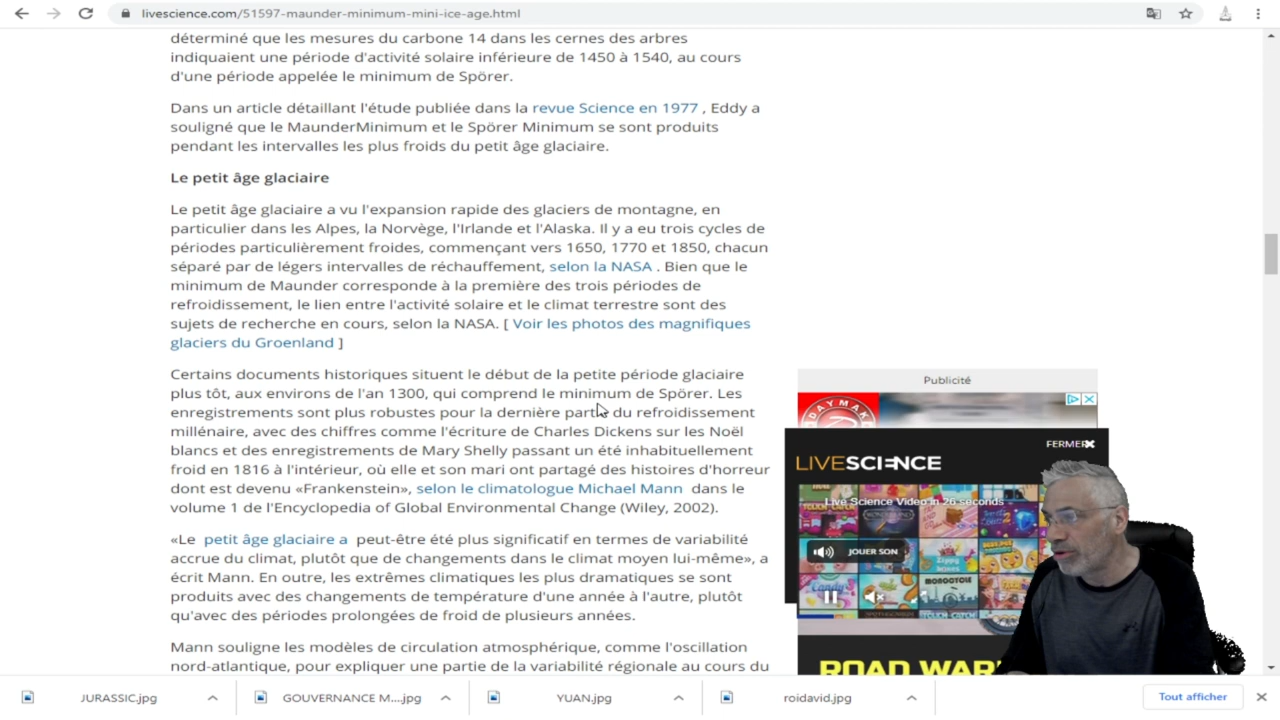 livescience.com/51597-maunder-minimum-mini-ice-age.html
déterminé que les mesures du carbone 14 dans les cernes des arbres
indiquaient une période d'activité solaire inférieure de 1450 à 1540, au cours
d'une période appelée le minimum de Spörer.
Dans un article détaillant l'étude publiée dans la revue Science en 1977 , Eddy a
souligné que le MaunderMinimum et le Spörer Minimum se sont produits
pendant les intervalles les plus froids du petit âge glaciaire.
Le petit âge glaciaire
Le petit âge glaciaire a vu l'expansion rapide des glaciers de montagne, en
particulier dans les Alpes, la Norvège, l'Irlande et l'Alaska. Il y a eu trois cycles de
périodes particulièrement froides, commençant vers 1650, 1770 et 1850, chacun
séparé par de légers intervalles de réchauffement, selon la NASA . Bien que le
minimum de Maunder corresponde à la première des trois périodes de
refroidissement, le lien entre l'activité solaire et le climat terrestre sont des
sujets de recherche en cours, selon la NASA. [ Voir les photos des magnifiques
glaciers du Groenland ]
Certains documents historiques situent le début de la petite période glaciaire
plus tôt, aux environs de l'an 1300, qui comprend le minimum de Spörer. Les
enregistrements sont plus robustes pour la dernière partie du refroidissement
millénaire, avec des chiffres comme l'écriture de Charles Dickens sur les Noël
blancs et des enregistrements de Mary Shelly passant un été inhabituellement
froid en 1816 à l'intérieur, où elle et son mari ont partagé des histoires d'horreur
dont est devenu «Frankenstein», selon le climatologue Michael Mann dans le
volume 1 de l'Encyclopedia of Global Environmental Change (Wiley, 2002).
«Le petit âge glaciaire a peut-être été plus significatif en termes de variabilité
accrue du climat, plutôt que de changements dans le climat moyen lui-même», a
écrit Mann. En outre, les extrêmes climatiques les plus dramatiques se sont
produits avec des changements de température d'une année à l'autre, plutôt
qu'avec des périodes prolongées de froid de plusieurs années.
Mann souligne les modèles de circulation atmosphérique, comme l'oscillation
nord-atlantique, pour expliquer une partie de la variabilité régionale au cours du
Publicité
FERMER
LIVESCIENCE
Live Science Video in 26 seconds
JOUER SON
MONOCYCLE
ROAD WAR
JURASSIC.jpg
GOUVERNANCE M....jpg
YUAN.jpg
roidavid.jpg
Tout afficher